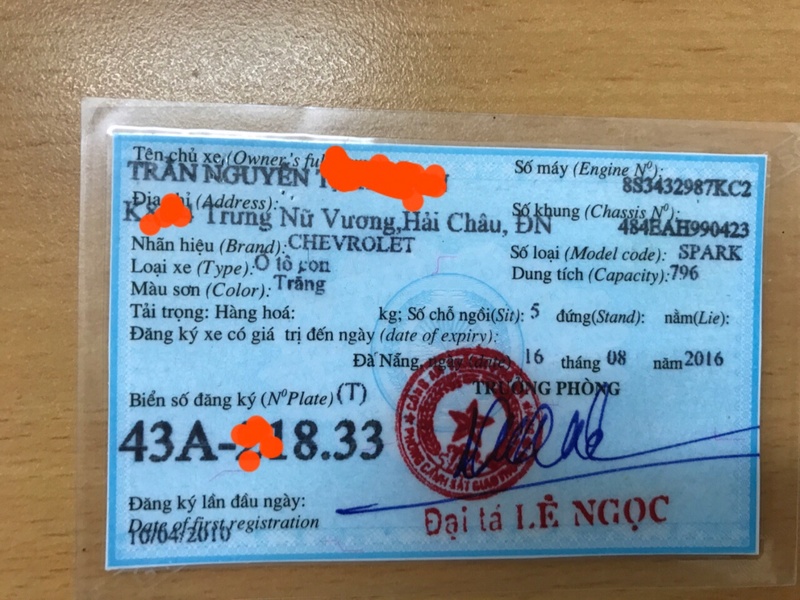 Tên chủ xe (Owner's ful
TRẦN NGUYỄN
Địa chỉ (Address):
Trưng Nữ Vương,Hải Châu, ĐN
Nhãn hiệu (Brand): CHEVROLET
Loại xe (Type): Ô tô con
Màu sơn (Color): Trắng
Số máy (Engine Nº):
8S3432987KC2
Số khung (Chassis Nº):
484EAH990423
Số loại (Model code): SPARK
Dung tích (Capacity): 796
Tải trọng: Hàng hoá: kg; Số chỗ ngồi(Sit): 5 đứng(Stand): nằm(Lie):
Đăng ký xe có giá trị đến ngày (date of expiry):
Đà Nẵng, ngày 16 tháng 08 năm 2016
TRƯỞNG PHÒNG
Biển số đăng ký (NºPlate) (T)
43A- 18.33
Đăng ký lần đầu ngày:
Date of first registration
16/04/2010
Đại tá LÊ NGỌC